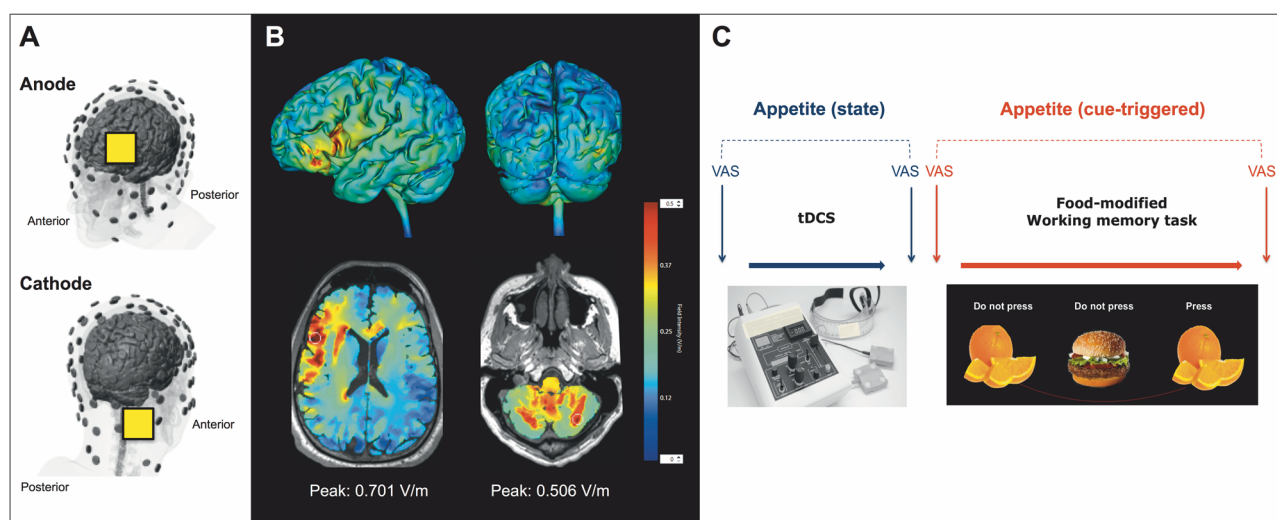 A
Anode
Posterior
Anterior
Cathode
Anterior
Posterior
B
0.5
0.37
0.25
0.12
0
Field Intensity (V/m)
Peak: 0.701 V/m
Peak: 0.506 V/m
C
Appetite (state)
Appetite (cue-triggered)
VAS
VAS
VAS
VAS
tDCS
Food-modified
Working memory task
Do not press
Do not press
Press